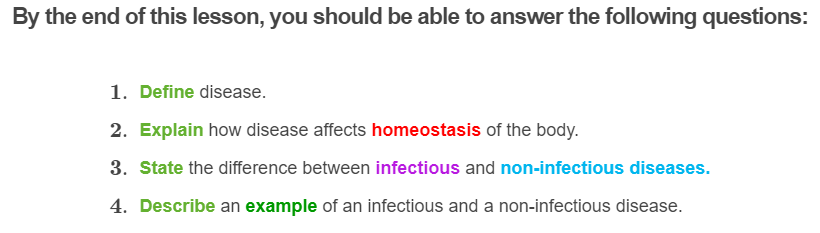 By the end of this lesson, you should be able to answer the following questions:
1. Define disease.
2. Explain how disease affects homeostasis of the body.
3. State the difference between infectious and non-infectious diseases.
4. Describe an example of an infectious and a non-infectious disease.